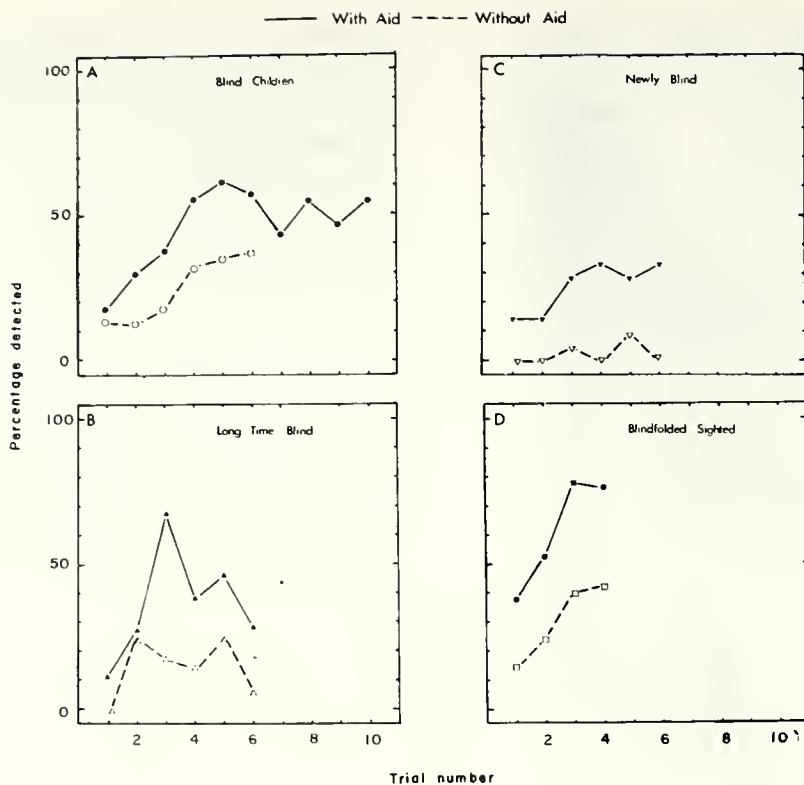 With Aid Without Aid
A
Blind Children
100
50
0
C
Newly Blind
B
Long Time Blind
100
50
0
2 4 6 8 10
D
Blindfolded Sighted
2 4 6 8 10
Percentage detected
Trial number